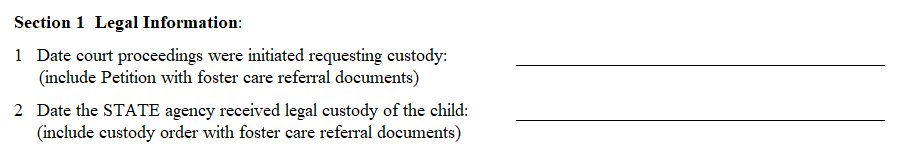 Section 1 Legal Information:
1 Date court proceedings were initiated requesting custody:
(include Petition with foster care referral documents)
2 Date the STATE agency received legal custody of the child:
(include custody order with foster care referral documents)